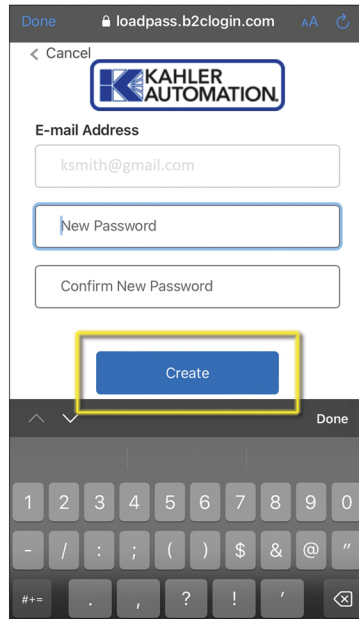 Done loadpass.b2clogin.com AA
Cancel
KAHLER
AUTOMATION.
E-mail Address
ksmith@gmail.com
New Password
Confirm New Password
Create
Done
1 2 3 4 5 6 7 8 9 0
- / : ; ( ) $ & @ "
#+= . , ? ! '